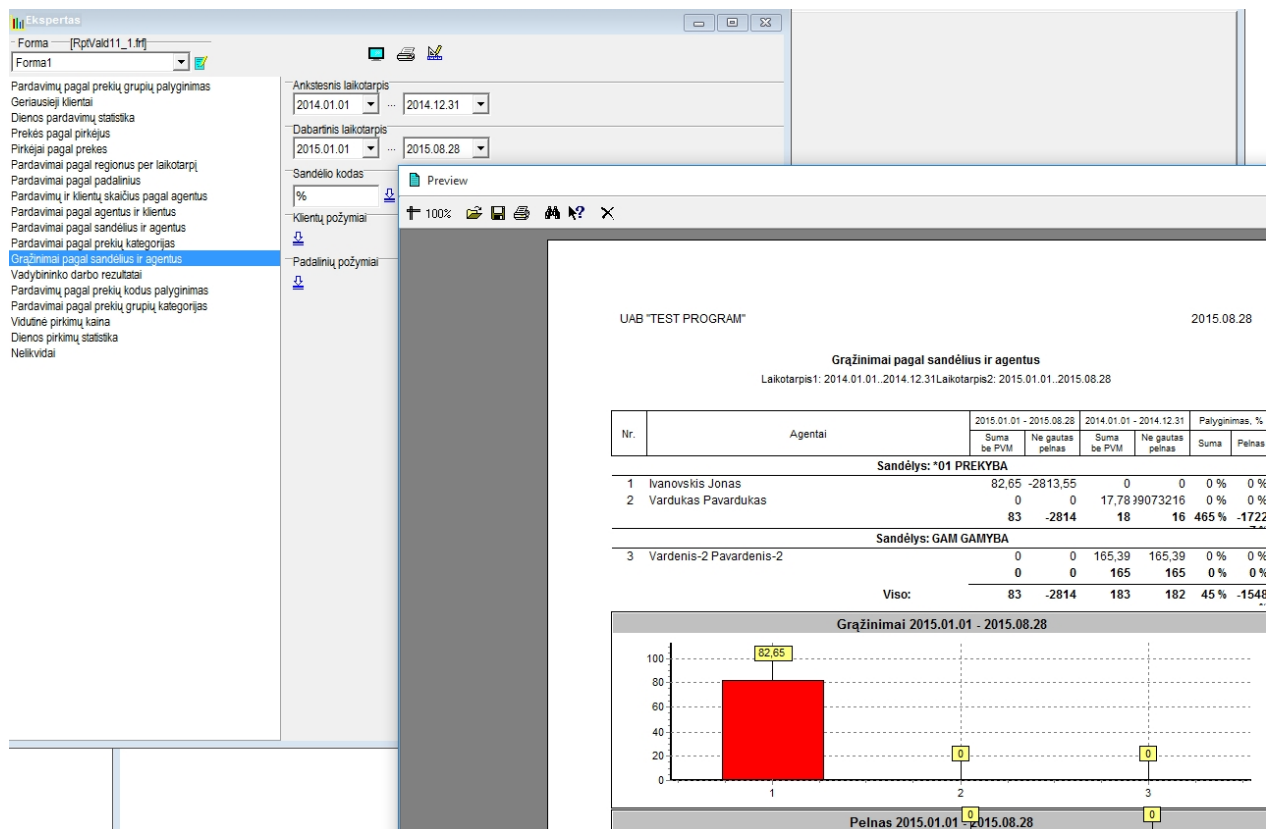 Ekspertas
Forma [RptVald11_1.frf]
Forma1
Pardavimų pagal prekių grupių palyginimas
Geriausieji klientai
Dienos pardavimų statistika
Prekės pagal pirkėjus
Pirkėjai pagal prekes
Pardavimai pagal regionus per laikotarpį
Pardavimai pagal padalinius
Pardavimų ir klientų skaičius pagal agentus
Pardavimai pagal agentus ir klientus
Pardavimai pagal sandėlius ir agentus
Pardavimai pagal prekių kategorijas
Grąžinimai pagal sandėlius ir agentus
Vadybininko darbo rezultatai
Pardavimų pagal prekių kodus palyginimas
Pardavimai pagal prekių grupių kategorijas
Vidutinė pirkimų kaina
Dienos pirkimų statistika
Nelikvidai
Ankstesnis laikotarpis
2014.01.01 ... 2014.12.31
Dabartinis laikotarpis
2015.01.01 ... 2015.08.28
Sandėlio kodas
%
Klientų požymiai
Padalinių požymiai
Preview
100%
UAB "TEST PROGRAM" 2015.08.28
Grąžinimai pagal sandėlius ir agentus
Laikotarpis1: 2014.01.01..2014.12.31Laikotarpis2: 2015.01.01..2015.08.28
2015.01.01 - 2015.08.28 2014.01.01 - 2014.12.31 Palyginimas, %
Nr. Agentai Suma be PVM Ne gautas pelnas Suma be PVM Ne gautas pelnas Suma Pelnas
Sandėlys: *01 PREKYBA
1 Ivanovskis Jonas 82,65 -2813,55 0 0 0 % 0 %
2 Vardukas Pavardukas 0 0 17,78 99073216 0 % 0 %
83 -2814 18 16 465 % -1722
Sandėlys: GAM GAMYBA
3 Vardenis-2 Pavardenis-2 0 0 165,39 165,39 0 % 0 %
0 0 165 165 0 % 0 %
Viso: 83 -2814 183 182 45 % -1548
Grąžinimai 2015.01.01 - 2015.08.28
82,65
100
80
60
40
20
0
0 0
1 2 3
0 0
Pelnas 2015.01.01 - 2015.08.28